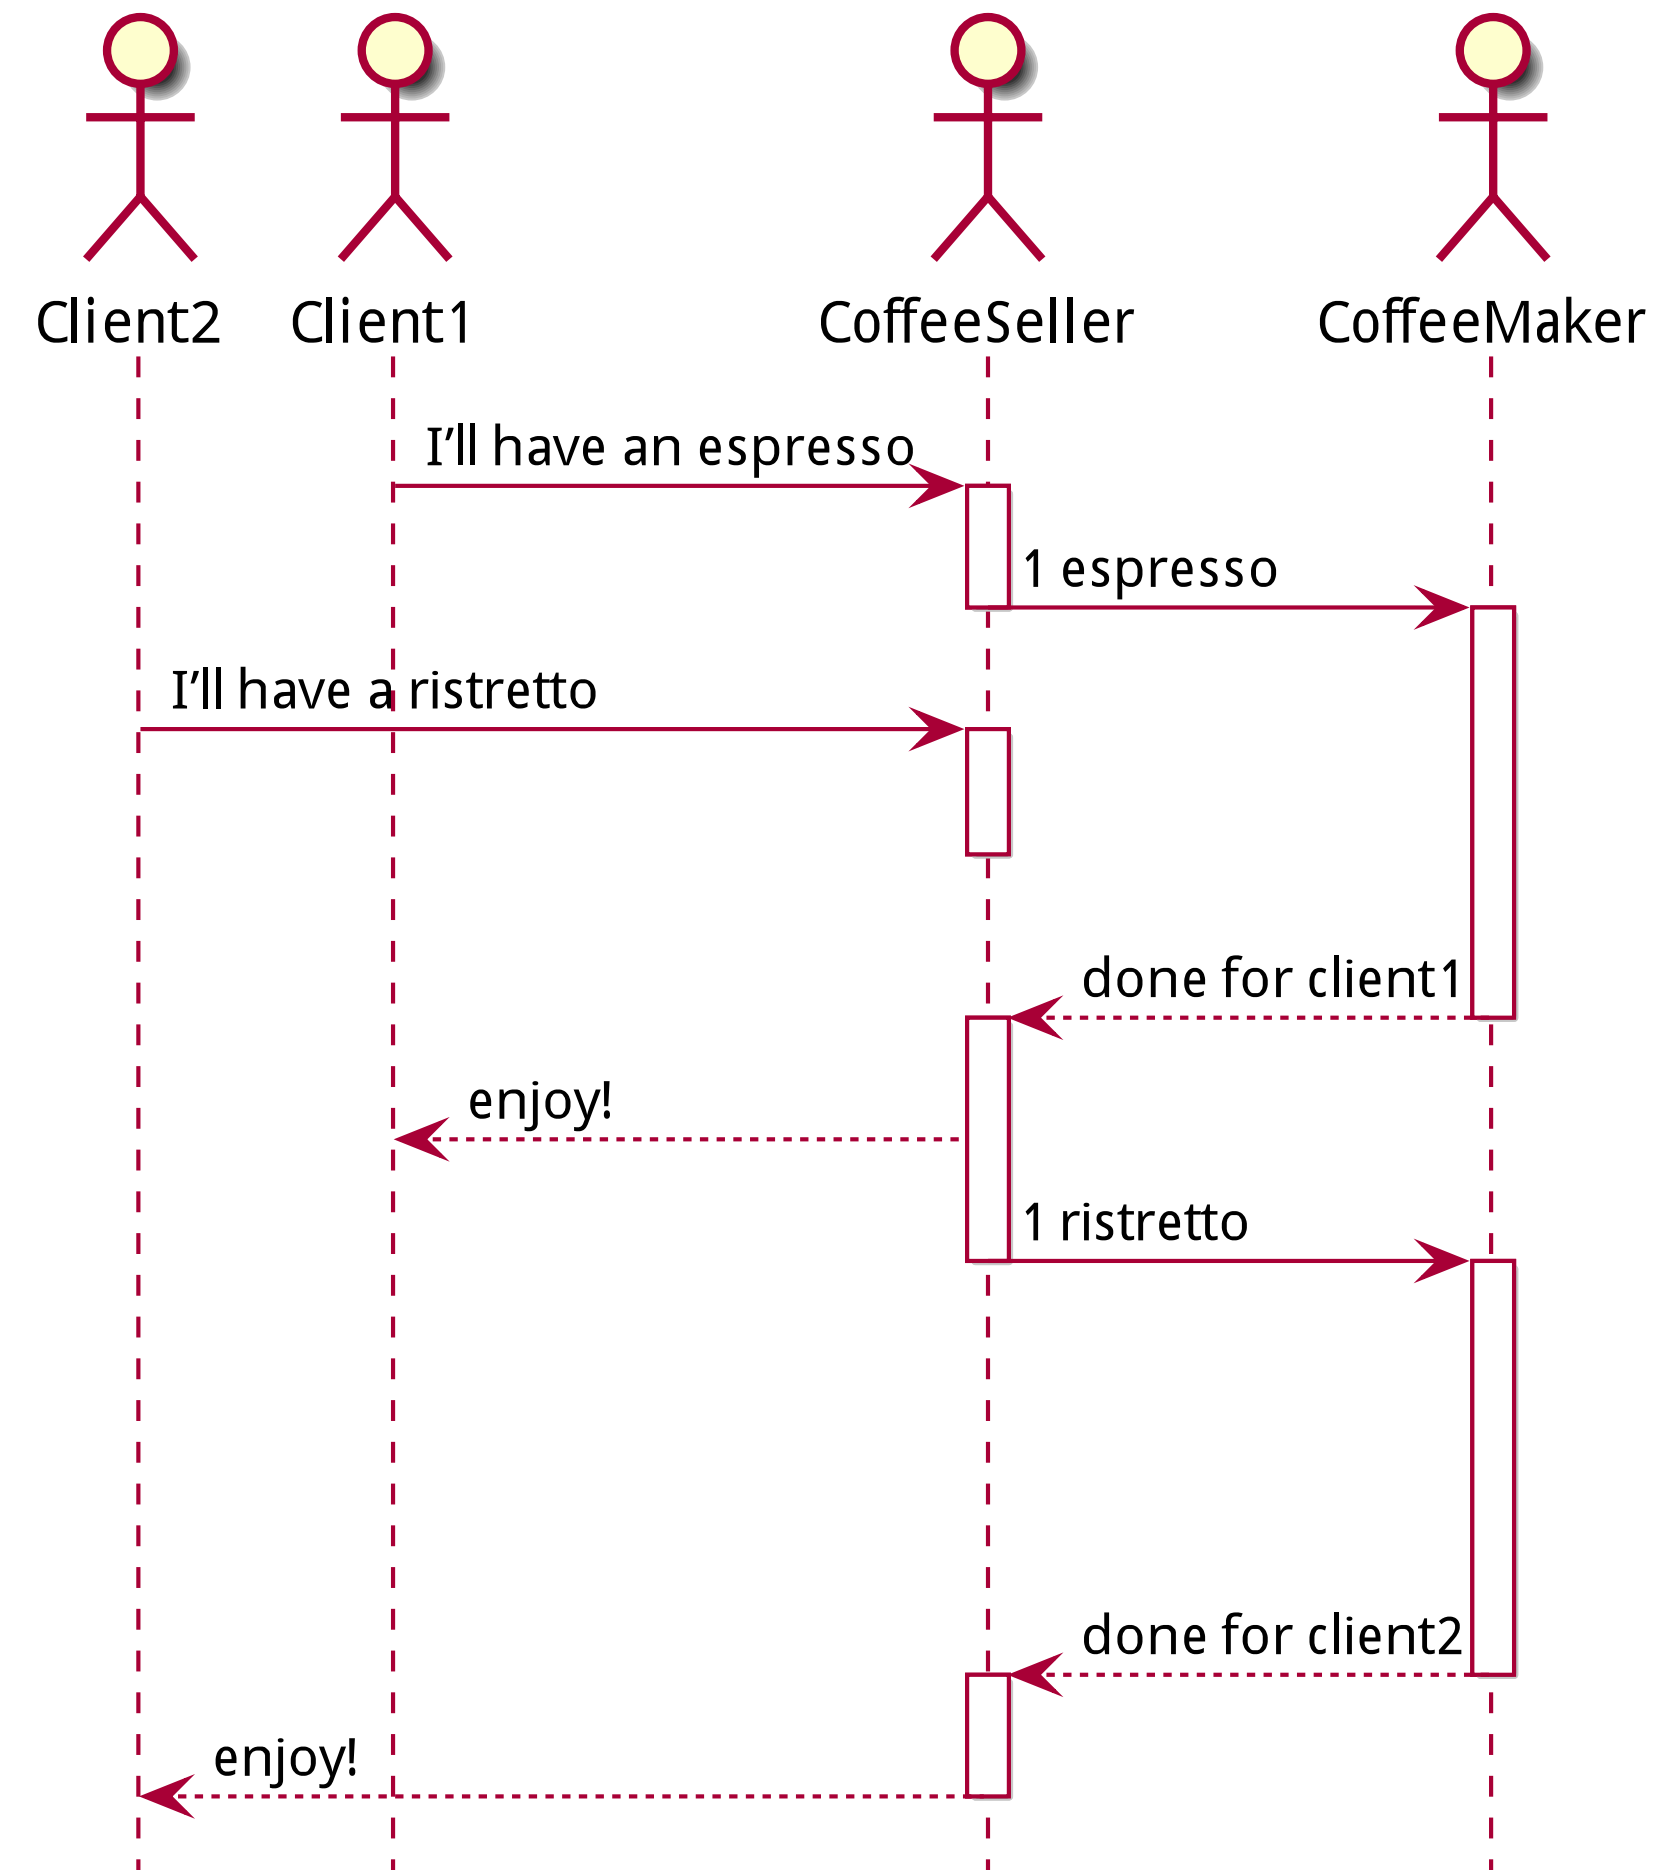 Client2
Client1
CoffeeSeller
CoffeeMaker
I’ll have an espresso
1 espresso
I’ll have a ristretto
done for client1
enjoy!
1 ristretto
done for client2
enjoy!